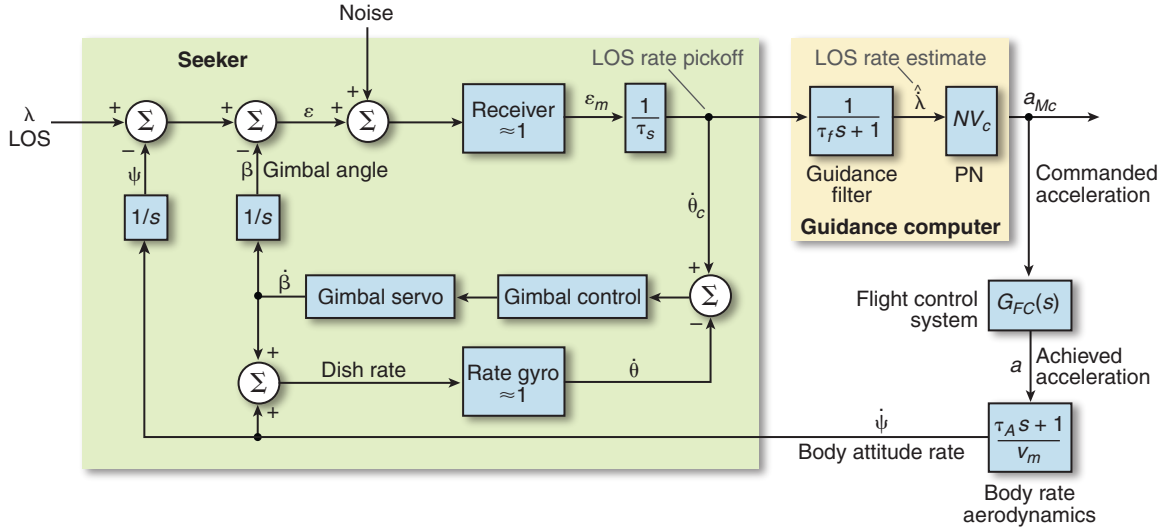 Noise
Seeker
LOS rate pickoff
LOS rate estimate
λ
LOS
+
Σ
−
+
Σ
−
ε
+
+
Σ
Receiver
≈1
εₘ
1
τₛ
1
τ_f s + 1
λ̇̂
NV_c
a_Mc
ψ
β
Gimbal angle
Guidance
filter
PN
Commanded
acceleration
1/s
1/s
θ̇_c
Guidance computer
β̇
Gimbal servo
Gimbal control
+
Σ
−
Flight control
system
G_FC(s)
+
Σ
+
Dish rate
Rate gyro
≈1
θ̇
a
Achieved
acceleration
ψ̇
Body attitude rate
τ_A s + 1
v_m
Body rate
aerodynamics